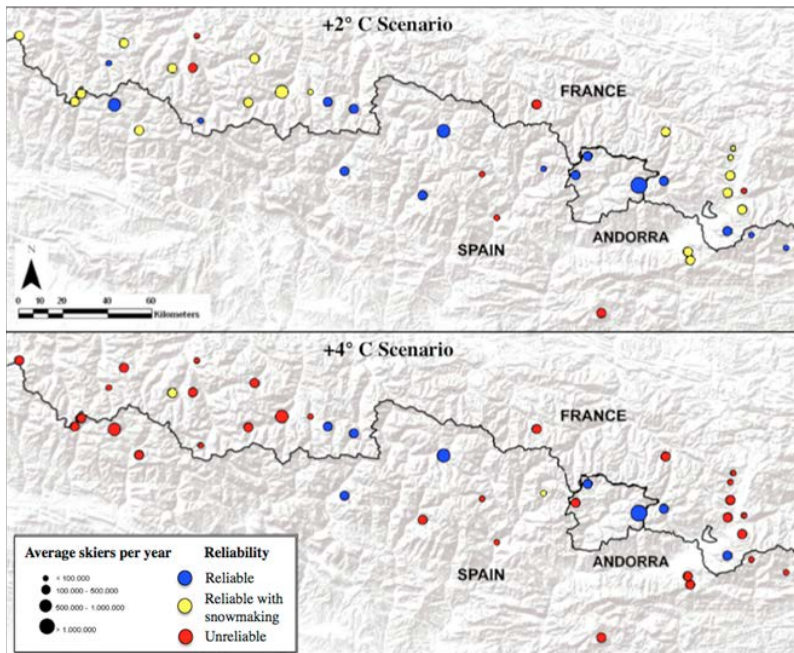 +2° C Scenario
FRANCE
SPAIN
ANDORRA
N
0 10 20 40 60
Kilometers
+4° C Scenario
FRANCE
SPAIN
ANDORRA
Average skiers per year
< 100.000
100.000 - 500.000
500.000 - 1.000.000
> 1.000.000
Reliability
Reliable
Reliable with
snowmaking
Unreliable